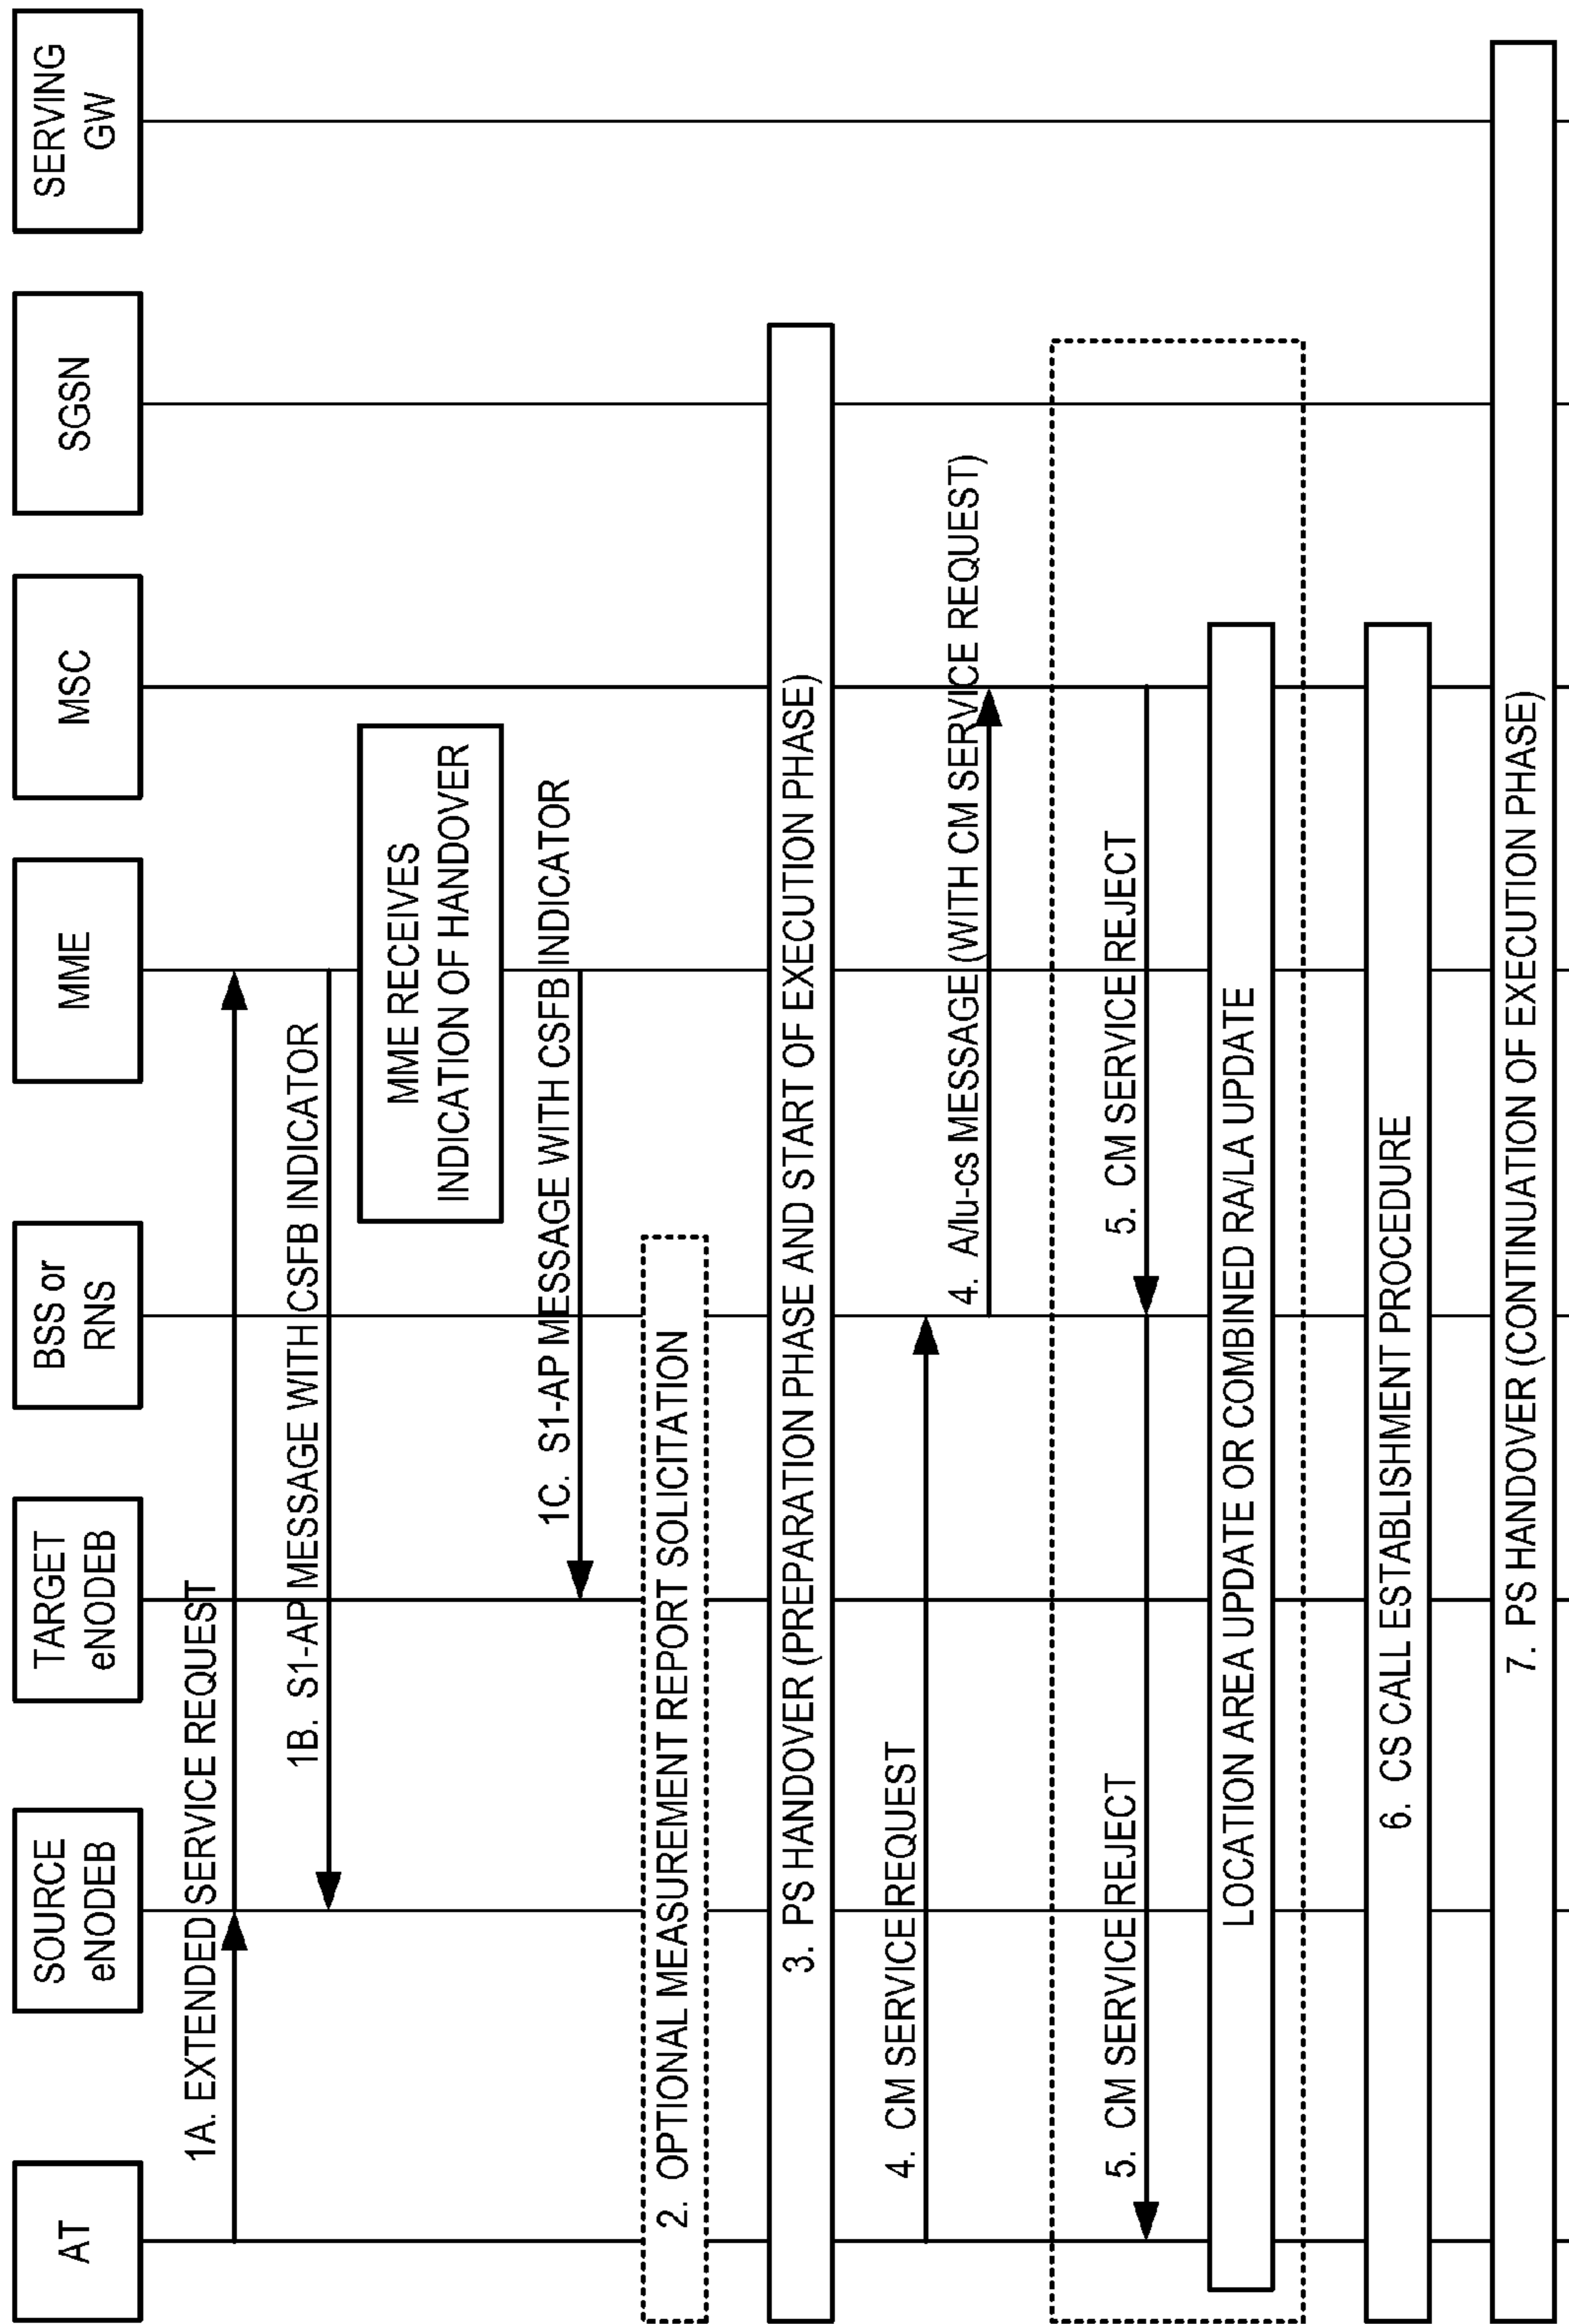 AT
SOURCE
eNODEB
TARGET
eNODEB
BSS or
RNS
MME
MSC
SGSN
SERVING
GW
1A. EXTENDED SERVICE REQUEST
1B. S1-AP MESSAGE WITH CSFB INDICATOR
MME RECEIVES
INDICATION OF HANDOVER
1C. S1-AP MESSAGE WITH CSFB INDICATOR
2. OPTIONAL MEASUREMENT REPORT SOLICITATION
3. PS HANDOVER (PREPARATION PHASE AND START OF EXECUTION PHASE)
4. CM SERVICE REQUEST
4. A/Iu-cs MESSAGE (WITH CM SERVICE REQUEST)
5. CM SERVICE REJECT
5. CM SERVICE REJECT
LOCATION AREA UPDATE OR COMBINED RA/LA UPDATE
6. CS CALL ESTABLISHMENT PROCEDURE
7. PS HANDOVER (CONTINUATION OF EXECUTION PHASE)